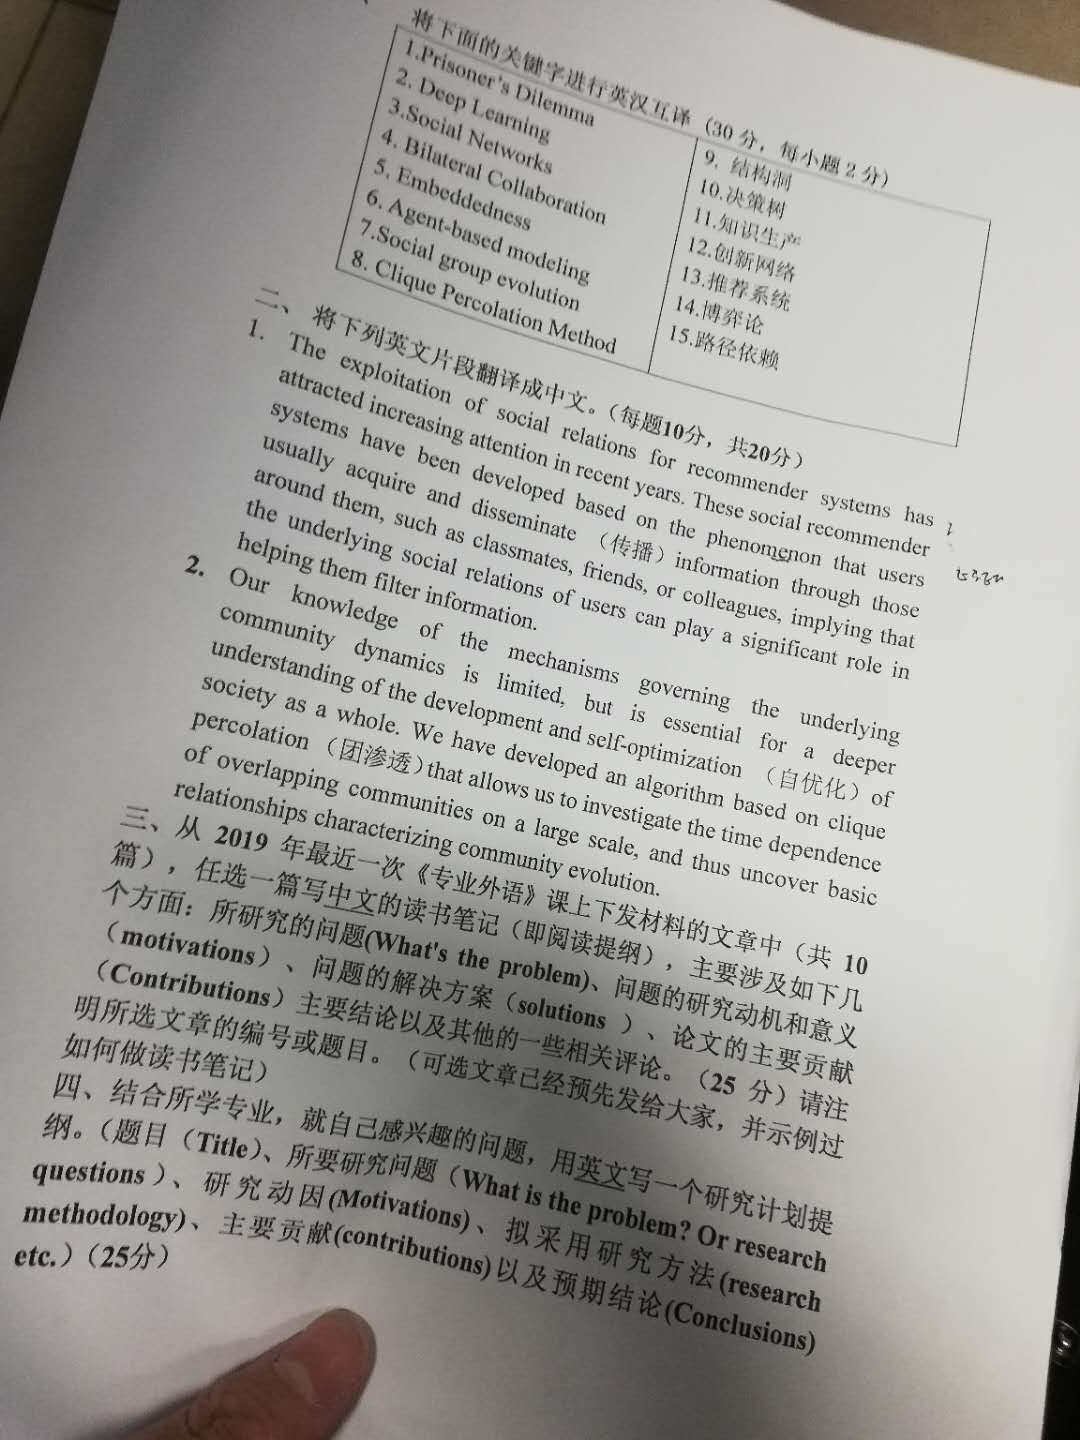 将下面的关键字进行英汉互译（30 分，每小题 2 分）
1.Prisoner's Dilemma
2. Deep Learning
3.Social Networks
4. Bilateral Collaboration
5. Embeddedness
6. Agent-based modeling
7.Social group evolution
8. Clique Percolation Method
9. 结构洞
10.决策树
11.知识生产
12.创新网络
13.推荐系统
14.博弈论
15.路径依赖
二、将下列英文片段翻译成中文。（每题10分，共20分）
1. The exploitation of social relations for recommender systems has
attracted increasing attention in recent years. These social recommender
systems have been developed based on the phenomenon that users
usually acquire and disseminate （传播）information through those
around them, such as classmates, friends, or colleagues, implying that
the underlying social relations of users can play a significant role in
helping them filter information.
2. Our knowledge of the mechanisms governing the underlying
community dynamics is limited, but is essential for a deeper
understanding of the development and self-optimization （自优化）of
society as a whole. We have developed an algorithm based on clique
percolation （团渗透）that allows us to investigate the time dependence
of overlapping communities on a large scale, and thus uncover basic
relationships characterizing community evolution.
三、从 2019 年最近一次《专业外语》课上下发材料的文章中（共 10
篇），任选一篇写中文的读书笔记（即阅读提纲），主要涉及如下几
个方面：所研究的问题(What's the problem)、问题的研究动机和意义
（motivations）、问题的解决方案（solutions ）、论文的主要贡献
（Contributions）主要结论以及其他的一些相关评论。（25 分）请注
明所选文章的编号或题目。（可选文章已经预先发给大家，并示例过
如何做读书笔记）
四、结合所学专业，就自己感兴趣的问题，用英文写一个研究计划提
纲。（题目（Title）、所要研究问题（What is the problem? Or research
questions ）、研究动因(Motivations)、拟采用研究方法(research
methodology)、主要贡献(contributions)以及预期结论(Conclusions)
etc.）（25分）